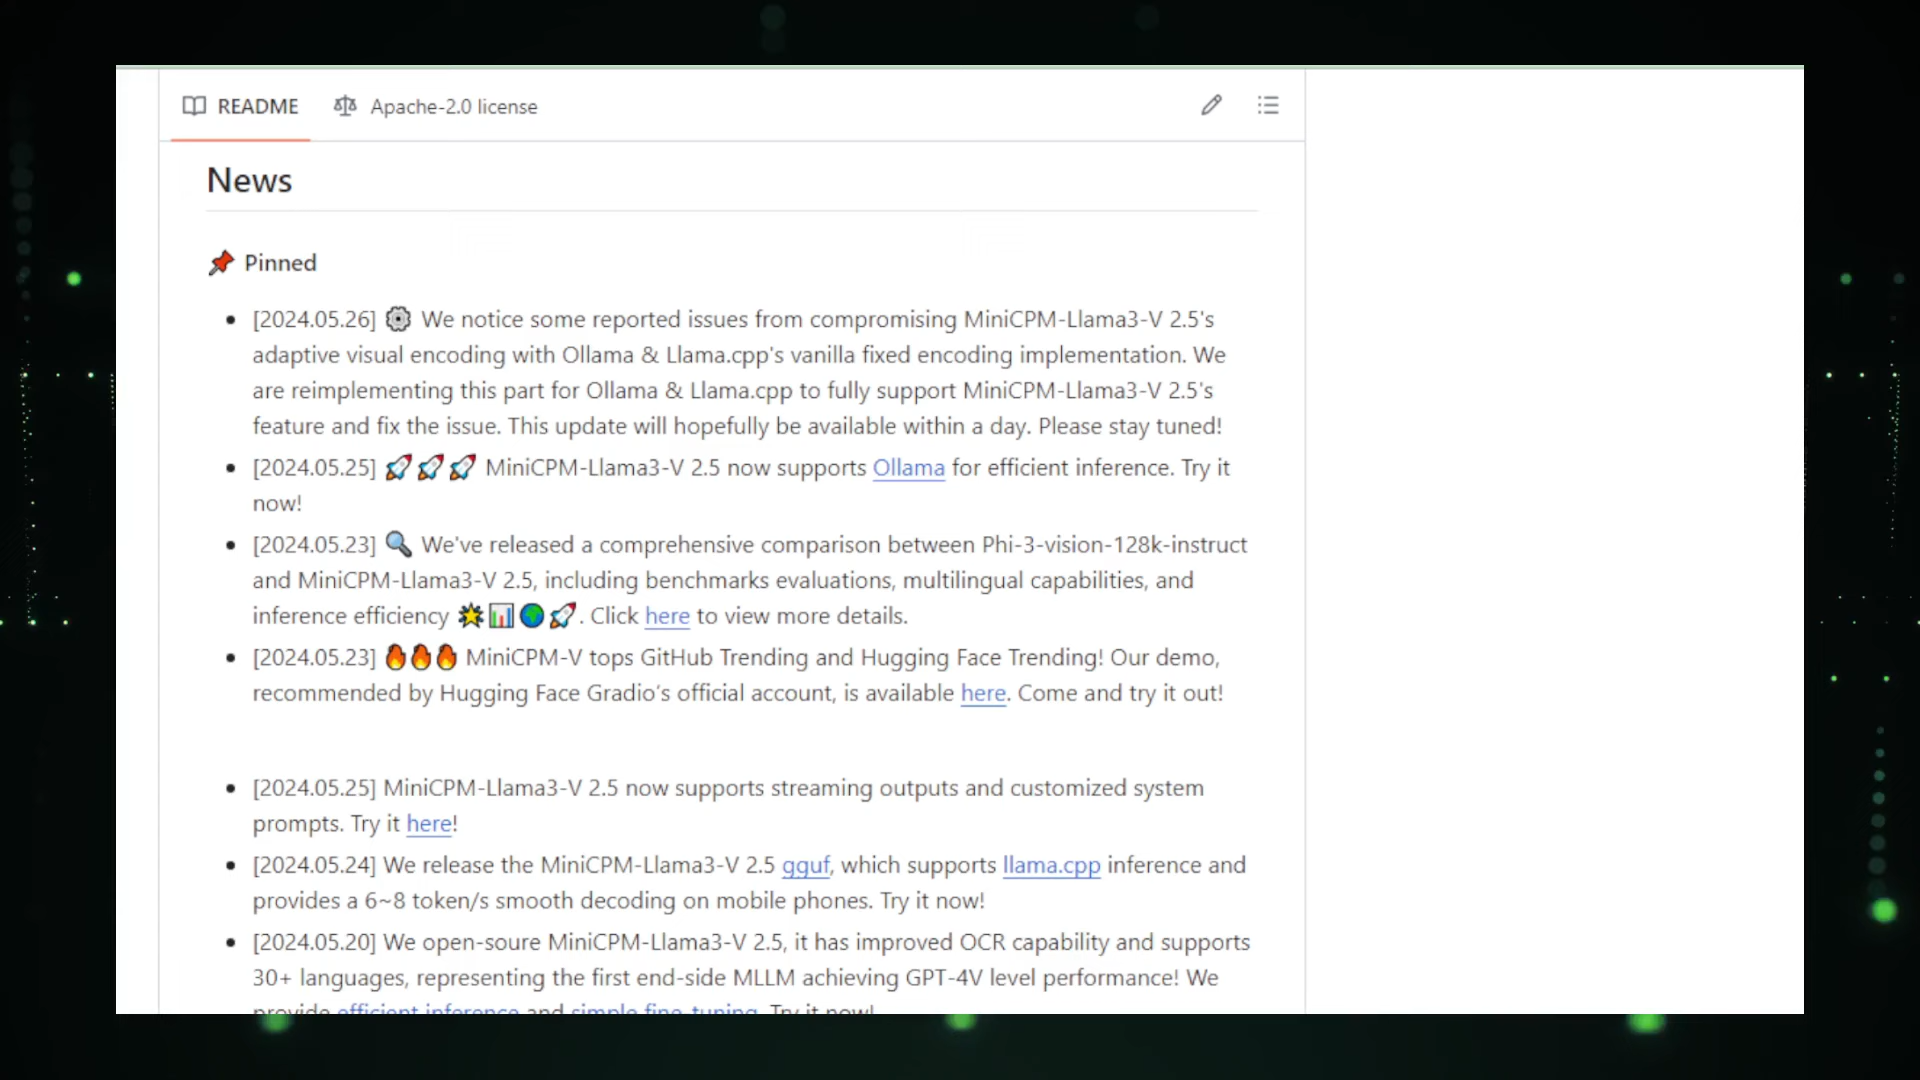 README Apache-2.0 license
News
📌 Pinned
[2024.05.26] ⚙️ We notice some reported issues from compromising MiniCPM-Llama3-V 2.5's
adaptive visual encoding with Ollama & Llama.cpp's vanilla fixed encoding implementation. We
are reimplementing this part for Ollama & Llama.cpp to fully support MiniCPM-Llama3-V 2.5's
feature and fix the issue. This update will hopefully be available within a day. Please stay tuned!
[2024.05.25] 🚀🚀🚀 MiniCPM-Llama3-V 2.5 now supports Ollama for efficient inference. Try it
now!
[2024.05.23] 🔍 We've released a comprehensive comparison between Phi-3-vision-128k-instruct
and MiniCPM-Llama3-V 2.5, including benchmarks evaluations, multilingual capabilities, and
inference efficiency 🌟📊🌍🚀. Click here to view more details.
[2024.05.23] 🔥🔥🔥 MiniCPM-V tops GitHub Trending and Hugging Face Trending! Our demo,
recommended by Hugging Face Gradio's official account, is available here. Come and try it out!
[2024.05.25] MiniCPM-Llama3-V 2.5 now supports streaming outputs and customized system
prompts. Try it here!
[2024.05.24] We release the MiniCPM-Llama3-V 2.5 gguf, which supports llama.cpp inference and
provides a 6~8 token/s smooth decoding on mobile phones. Try it now!
[2024.05.20] We open-soure MiniCPM-Llama3-V 2.5, it has improved OCR capability and supports
30+ languages, representing the first end-side MLLM achieving GPT-4V level performance! We
provide efficient inference and simple fine-tuning. Try it now!